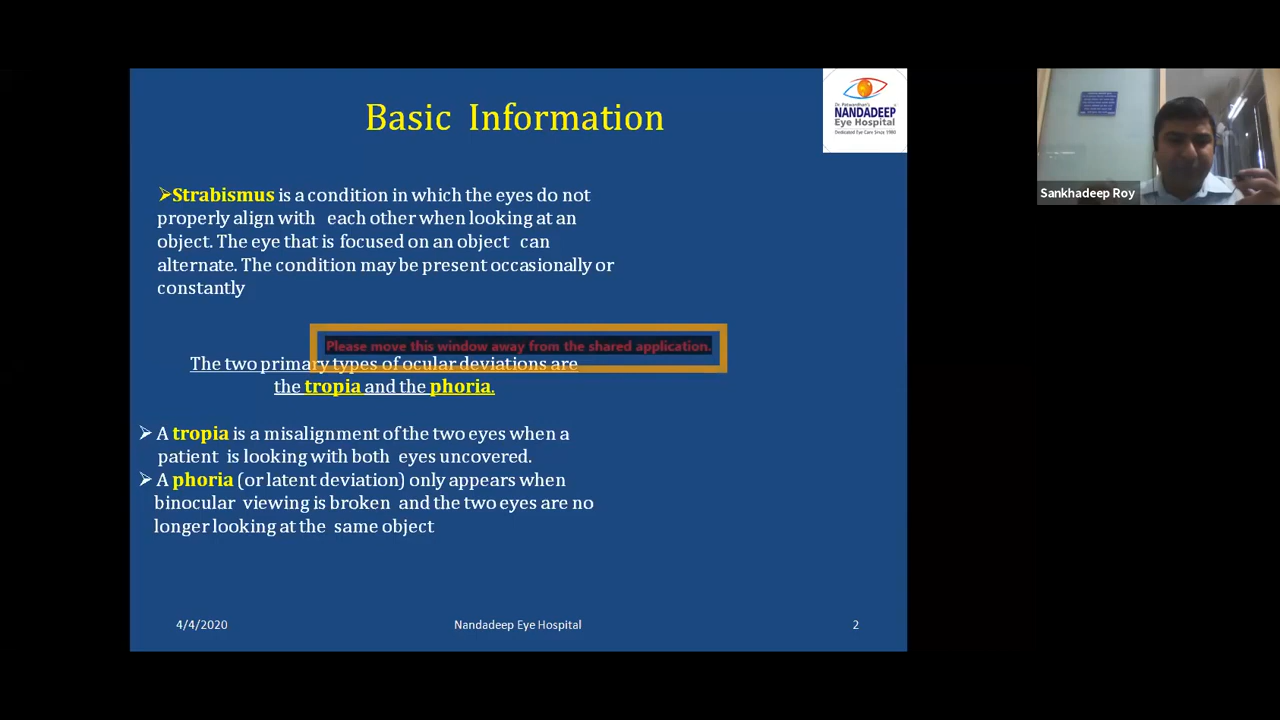 Basic Information
Dr. Patwardhan's
NANDADEEP
Eye Hospital
Dedicated Eye Care Since 1980
Sankhadeep Roy
➢Strabismus is a condition in which the eyes do not
properly align with each other when looking at an
object. The eye that is focused on an object can
alternate. The condition may be present occasionally or
constantly
Please move this window away from the shared application.
The two primary types of ocular deviations are
the tropia and the phoria.
➢ A tropia is a misalignment of the two eyes when a
patient is looking with both eyes uncovered.
➢ A phoria (or latent deviation) only appears when
binocular viewing is broken and the two eyes are no
longer looking at the same object
4/4/2020
Nandadeep Eye Hospital
2